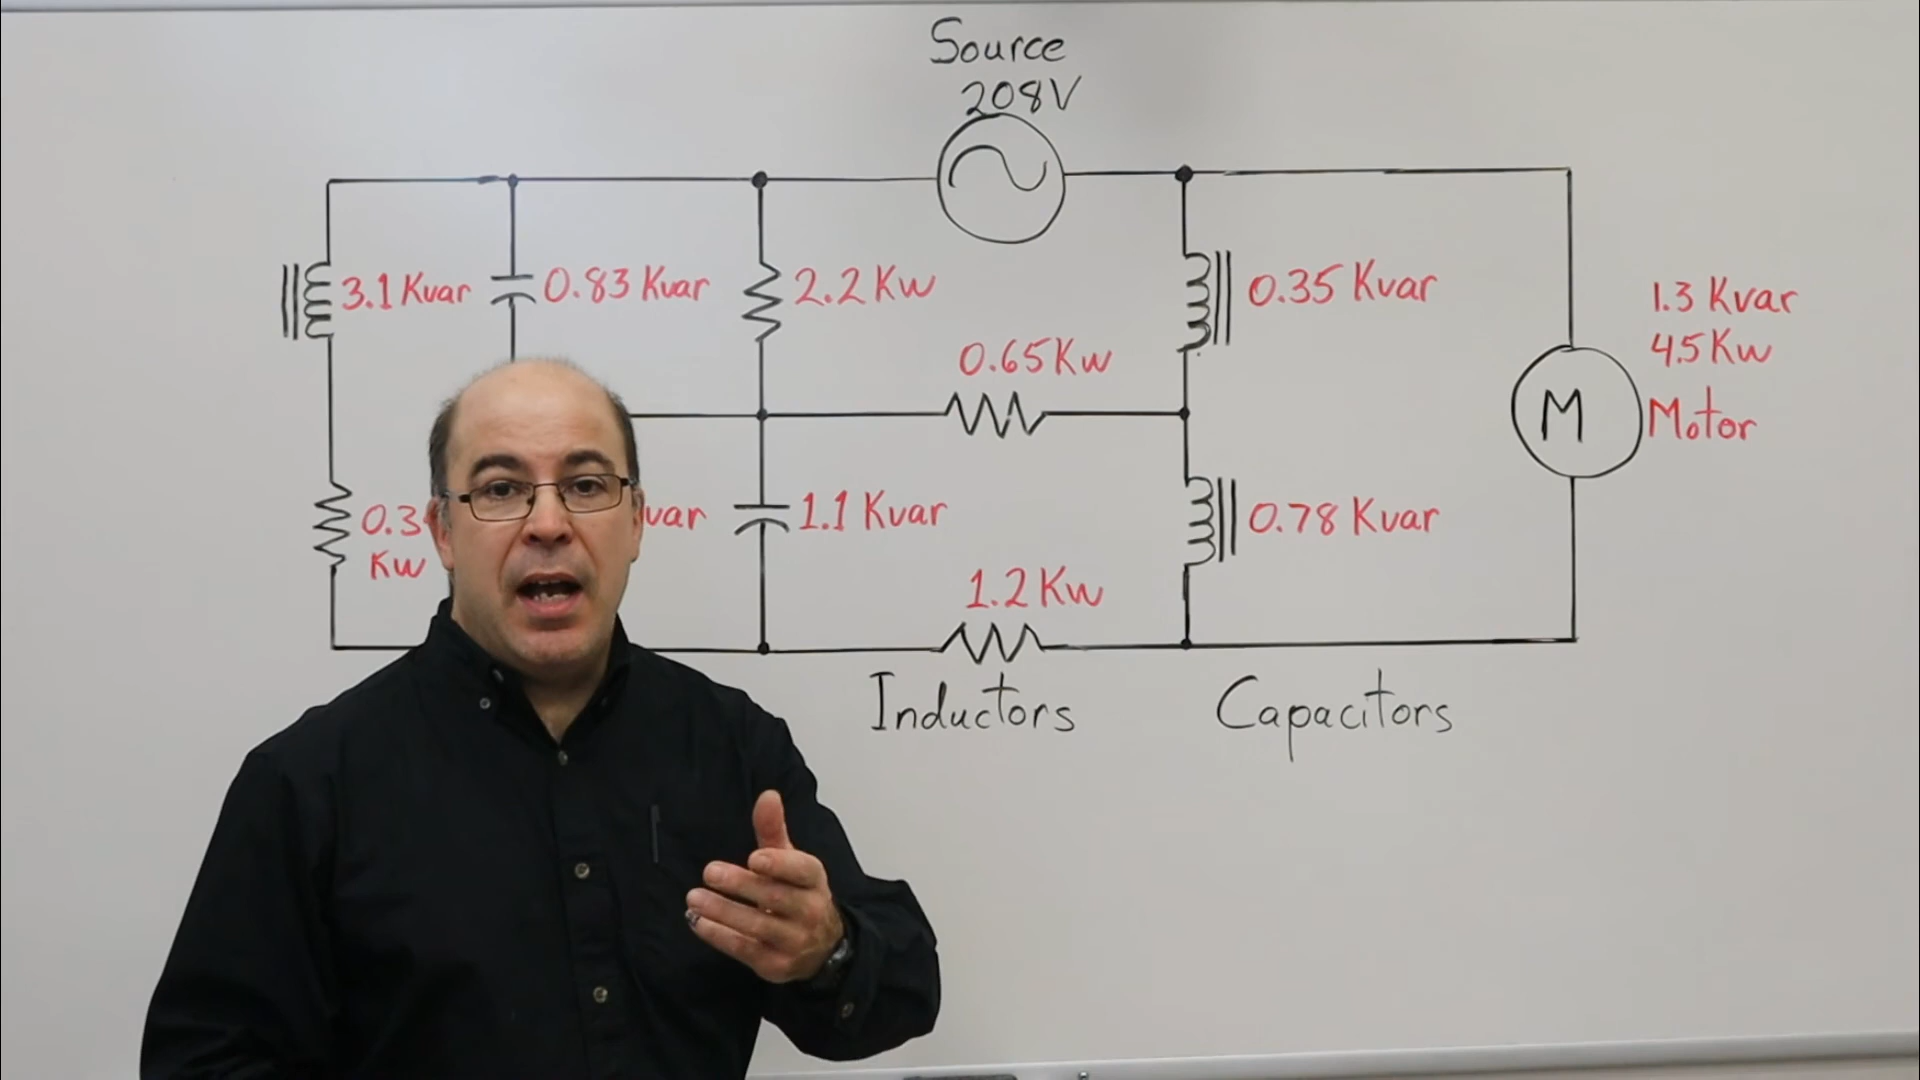 Source
208V
3.1 Kvar
0.83 Kvar
2.2 Kw
0.35 Kvar
1.3 Kvar
4.5 Kw
Motor
0.65 Kw
M
0.78 Kvar
1.1 Kvar
Kw
1.2 Kw
Inductors
Capacitors